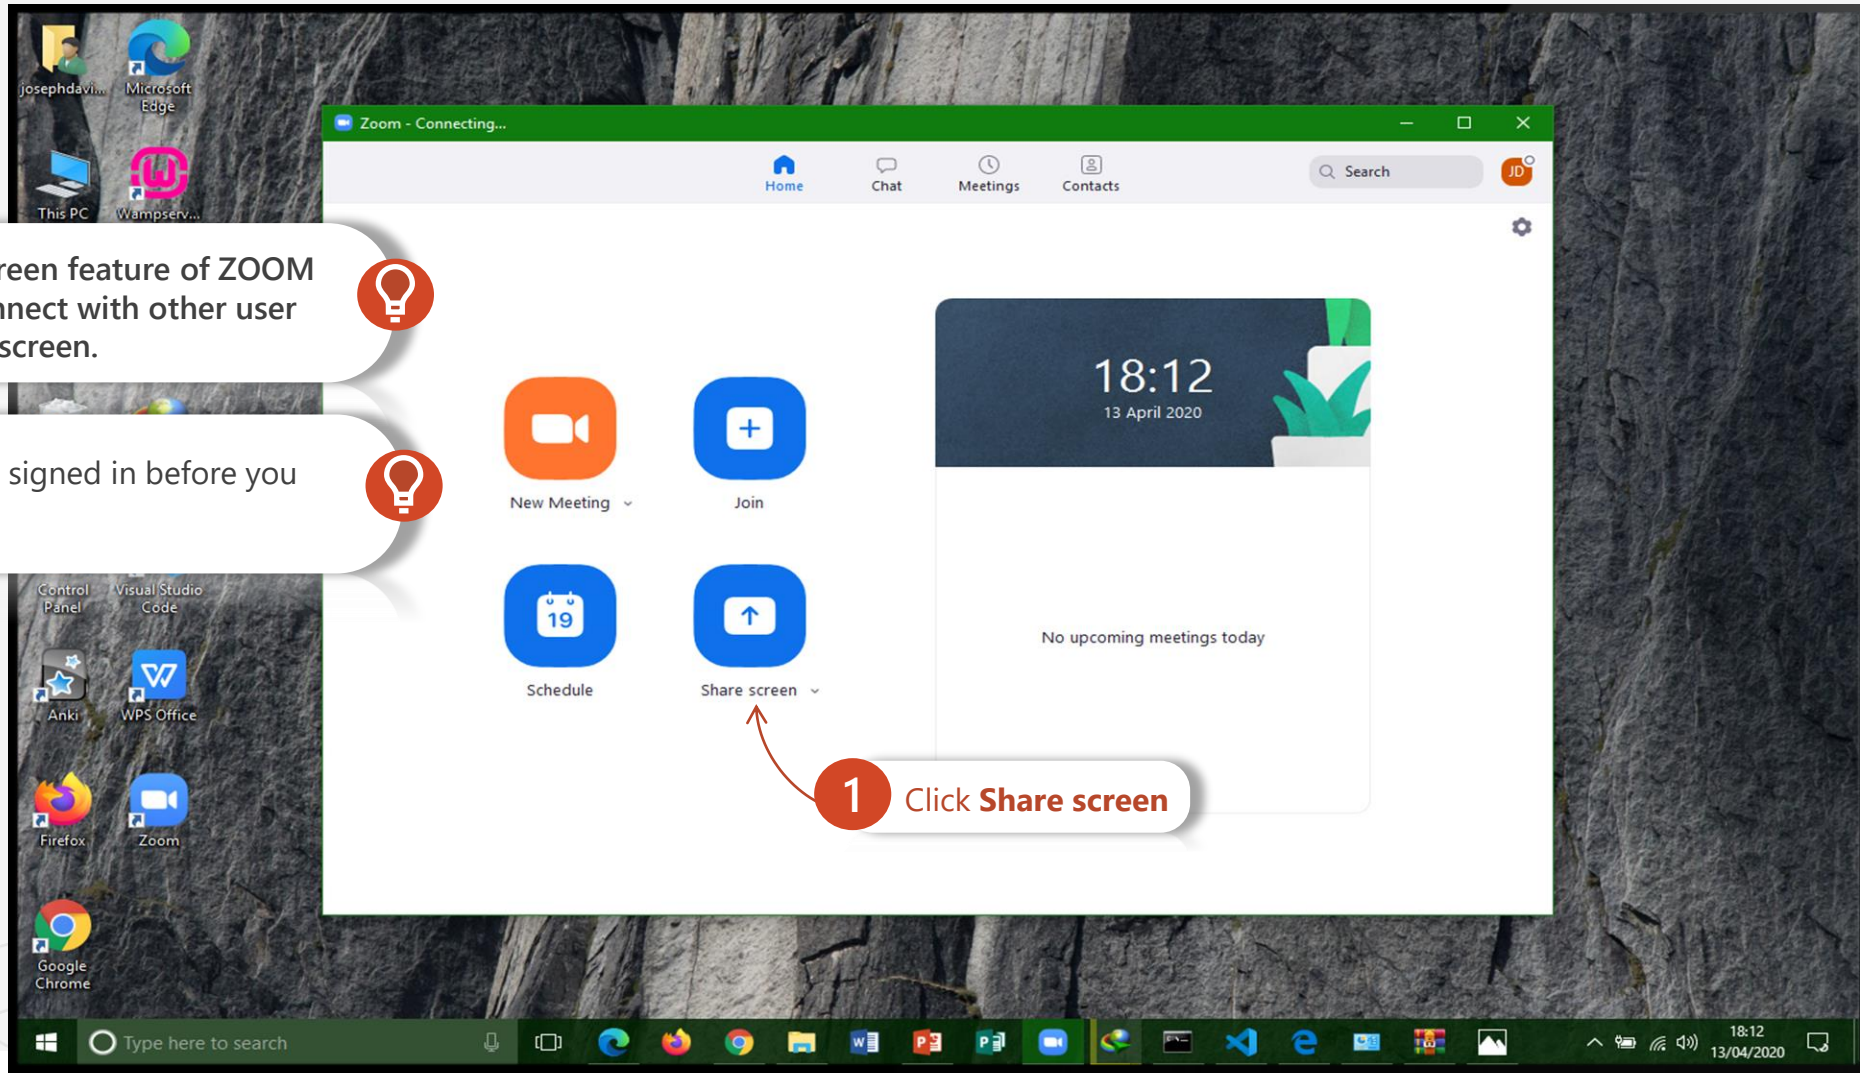 josephdavi...
Microsoft
Edge
This PC
Wampserv...
Zoom - Connecting...
Home
Chat
Meetings
Contacts
Search
JD
reen feature of ZOOM
nnect with other user
screen.
signed in before you
18:12
13 April 2020
New Meeting
Join
19
Schedule
Share screen
No upcoming meetings today
1 Click Share screen
Control
Panel
Visual Studio
Code
Anki
WPS Office
Firefox
Zoom
Google
Chrome
Type here to search
18:12
13/04/2020